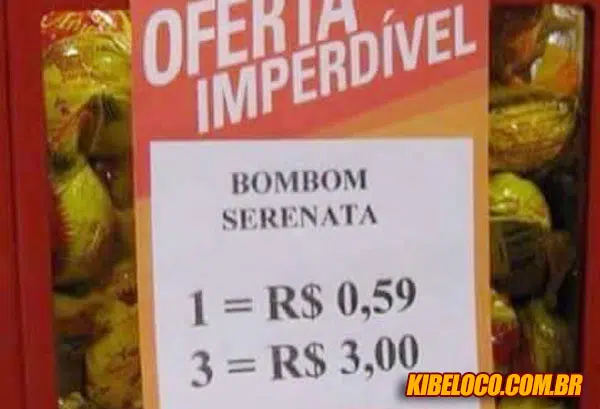 OFERTA
IMPERDÍVEL
BOMBOM
SERENATA
1 = R$ 0,59
3 = R$ 3,00
KIBELOCO.COM.BR